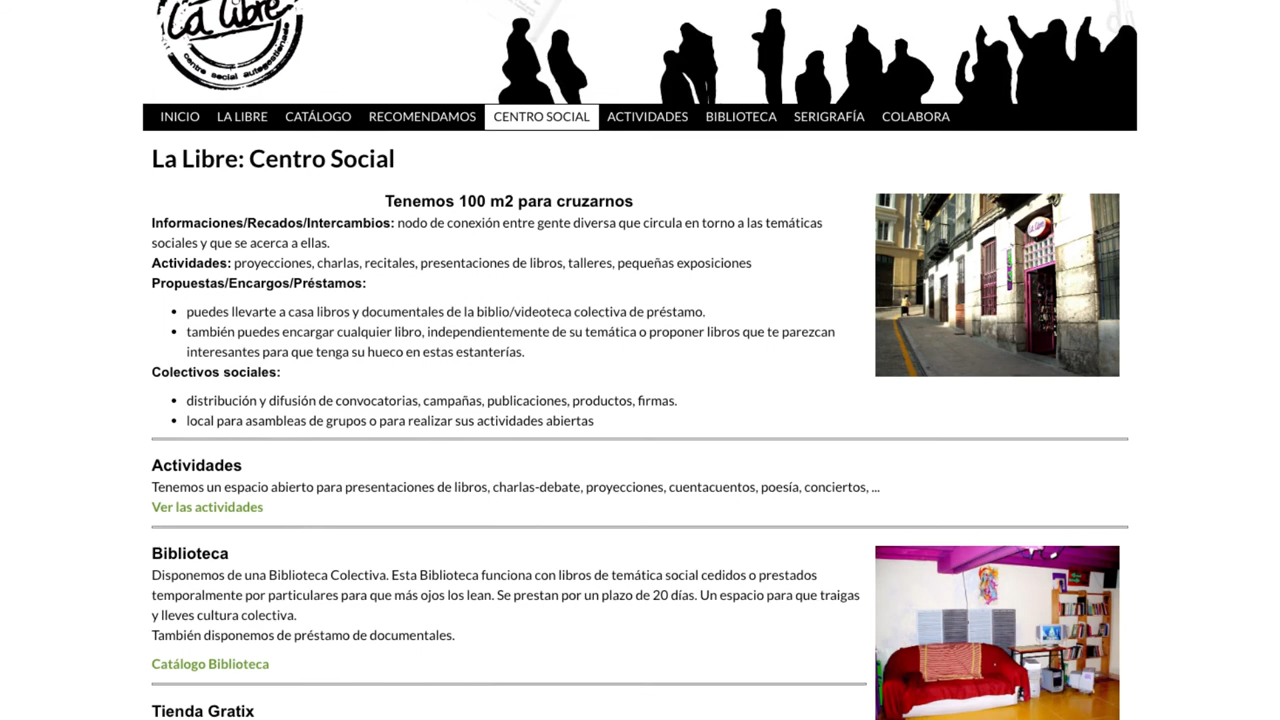 La Libre
centro social autogestionado
INICIO LA LIBRE CATÁLOGO RECOMENDAMOS CENTRO SOCIAL ACTIVIDADES BIBLIOTECA SERIGRAFÍA COLABORA
La Libre: Centro Social
Tenemos 100 m2 para cruzarnos
Informaciones/Recados/Intercambios: nodo de conexión entre gente diversa que circula en torno a las temáticas
sociales y que se acerca a ellas.
Actividades: proyecciones, charlas, recitales, presentaciones de libros, talleres, pequeñas exposiciones
Propuestas/Encargos/Préstamos:
• puedes llevarte a casa libros y documentales de la biblio/videoteca colectiva de préstamo.
• también puedes encargar cualquier libro, independientemente de su temática o proponer libros que te parezcan
interesantes para que tenga su hueco en estas estanterías.
Colectivos sociales:
• distribución y difusión de convocatorias, campañas, publicaciones, productos, firmas.
• local para asambleas de grupos o para realizar sus actividades abiertas
Actividades
Tenemos un espacio abierto para presentaciones de libros, charlas-debate, proyecciones, cuentacuentos, poesía, conciertos, ...
Ver las actividades
Biblioteca
Disponemos de una Biblioteca Colectiva. Esta Biblioteca funciona con libros de temática social cedidos o prestados
temporalmente por particulares para que más ojos los lean. Se prestan por un plazo de 20 días. Un espacio para que traigas
y lleves cultura colectiva.
También disponemos de préstamo de documentales.
Catálogo Biblioteca
Tienda Gratix